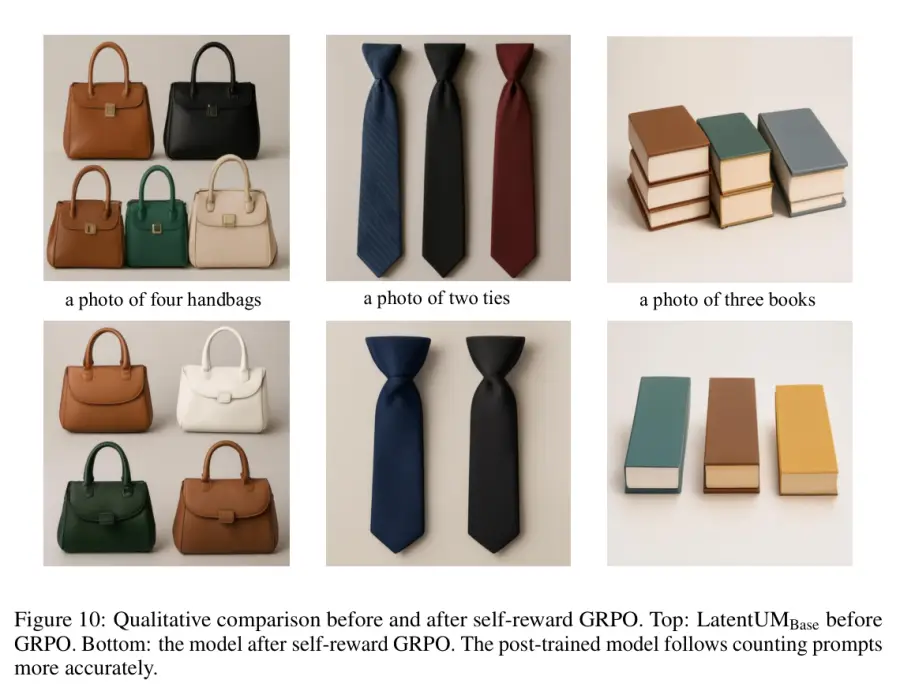 a photo of four handbags
a photo of two ties
a photo of three books
Figure 10: Qualitative comparison before and after self-reward GRPO. Top: LatentUMBase before
GRPO. Bottom: the model after self-reward GRPO. The post-trained model follows counting prompts
more accurately.